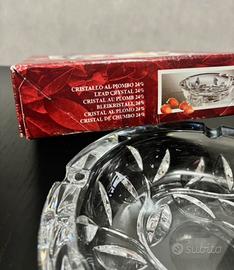 CRISTALLO AL PIOMBO 24%
LEAD CRYSTAL 24%
CRISTAL AU PLOMB 24%
BLEIKRISTALL 24%
CRISTAL AL PLOMO 24%
CRISTAL DE CHUMBO 24%
subito